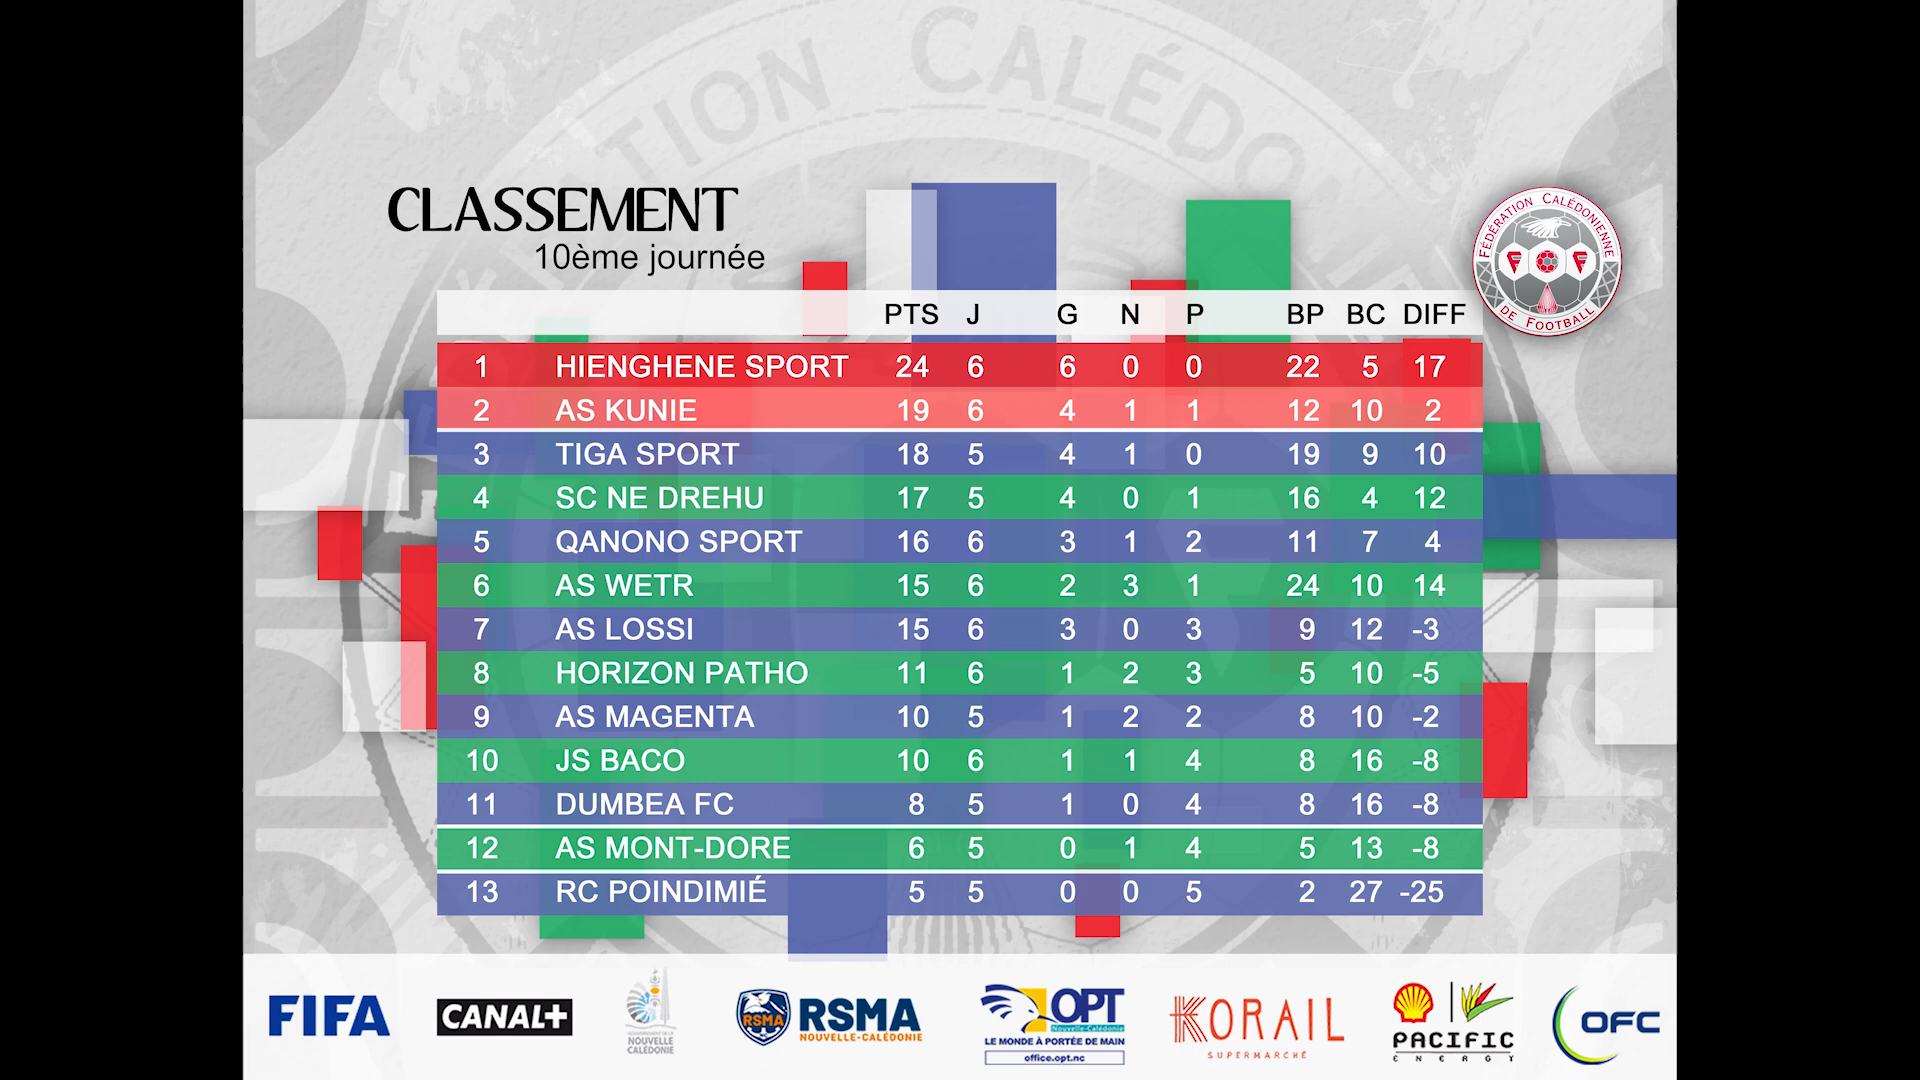 CLASSEMENT
10ème journée
PTS J G N P BP BC DIFF
1 HIENGHENE SPORT 24 6 6 0 0 22 5 17
2 AS KUNIE 19 6 4 1 1 12 10 2
3 TIGA SPORT 18 5 4 1 0 19 9 10
4 SC NE DREHU 17 5 4 0 1 16 4 12
5 QANONO SPORT 16 6 3 1 2 11 7 4
6 AS WETR 15 6 2 3 1 24 10 14
7 AS LOSSI 15 6 3 0 3 9 12 -3
8 HORIZON PATHO 11 6 1 2 3 5 10 -5
9 AS MAGENTA 10 5 1 2 2 8 10 -2
10 JS BACO 10 6 1 1 4 8 16 -8
11 DUMBEA FC 8 5 1 0 4 8 16 -8
12 AS MONT-DORE 6 5 0 1 4 5 13 -8
13 RC POINDIMIÉ 5 5 0 0 5 2 27 -25
FÉDÉRATION CALÉDONIENNE
F F
DE FOOTBALL
TION CALÉDO
FIFA
CANAL+
GOUVERNEMENT DE LA
NOUVELLE
CALÉDONIE
RSMA
RSMA
NOUVELLE-CALÉDONIE
OPT
Nouvelle-Calédonie
LE MONDE À PORTÉE DE MAIN
office.opt.nc
KORAIL
SUPERMARCHÉ
PACIFIC
ENERGY
OFC